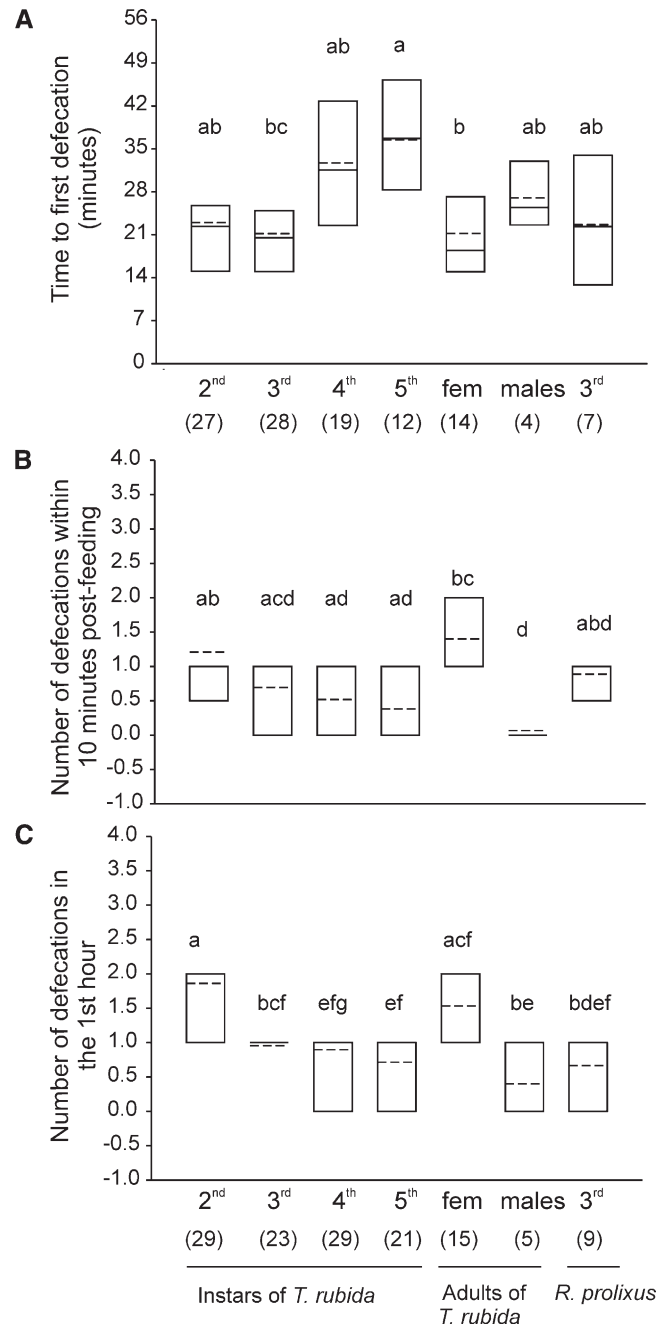 A
Time to first defecation
(minutes)
56
49
42
35
28
21
14
7
0
ab bc ab a b ab ab
2nd 3rd 4th 5th fem males 3rd
(27) (28) (19) (12) (14) (4) (7)
B
Number of defecations within
10 minutes post-feeding
4.0
3.5
3.0
2.5
2.0
1.5
1.0
0.5
0.0
-0.5
-1.0
ab acd ad ad bc d abd
C
Number of defecations in
the 1st hour
4.0
3.5
3.0
2.5
2.0
1.5
1.0
0.5
0.0
-0.5
-1.0
a bcf efg ef acf be bdef
2nd 3rd 4th 5th fem males 3rd
(29) (23) (29) (21) (15) (5) (9)
Instars of T. rubida
Adults of
T. rubida
R. prolixus